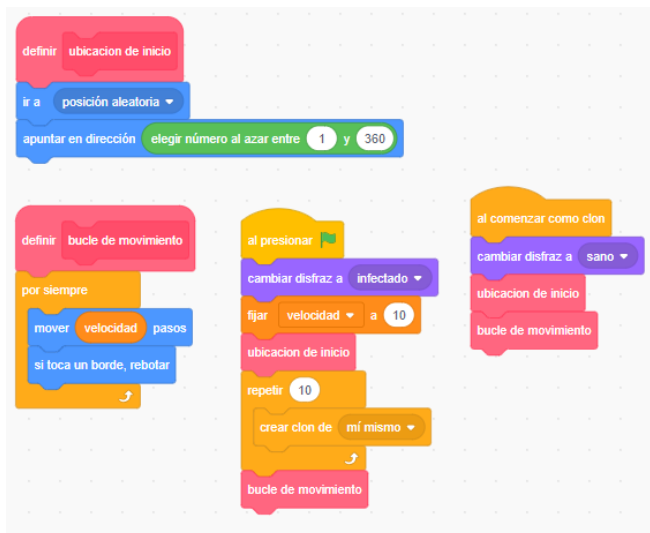 definir ubicacion de inicio
ir a posición aleatoria
apuntar en dirección elegir número al azar entre 1 y 360
definir bucle de movimiento
por siempre
mover velocidad pasos
si toca un borde, rebotar
al presionar
cambiar disfraz a infectado
fijar velocidad a 10
ubicacion de inicio
repetir 10
crear clon de mí mismo
bucle de movimiento
al comenzar como clon
cambiar disfraz a sano
ubicacion de inicio
bucle de movimiento